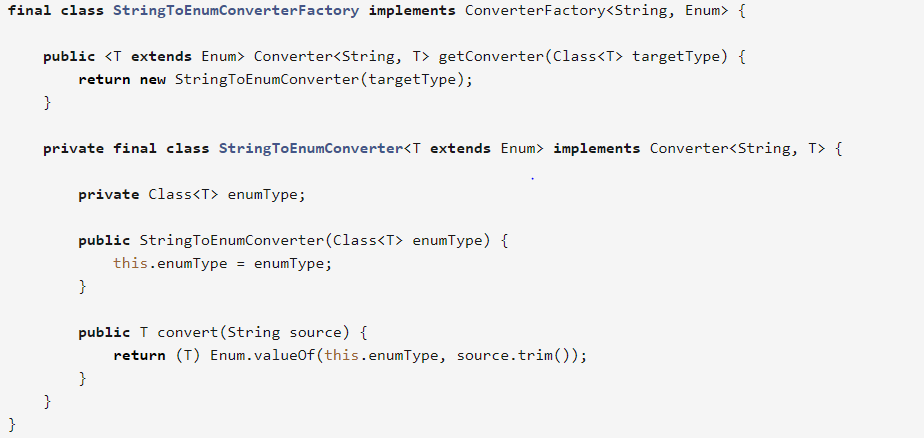 final class StringToEnumConverterFactory implements ConverterFactory<String, Enum> {
    public <T extends Enum> Converter<String, T> getConverter(Class<T> targetType) {
        return new StringToEnumConverter(targetType);
    }
    private final class StringToEnumConverter<T extends Enum> implements Converter<String, T> {
        private Class<T> enumType;
        public StringToEnumConverter(Class<T> enumType) {
            this.enumType = enumType;
        }
        public T convert(String source) {
            return (T) Enum.valueOf(this.enumType, source.trim());
        }
    }
}